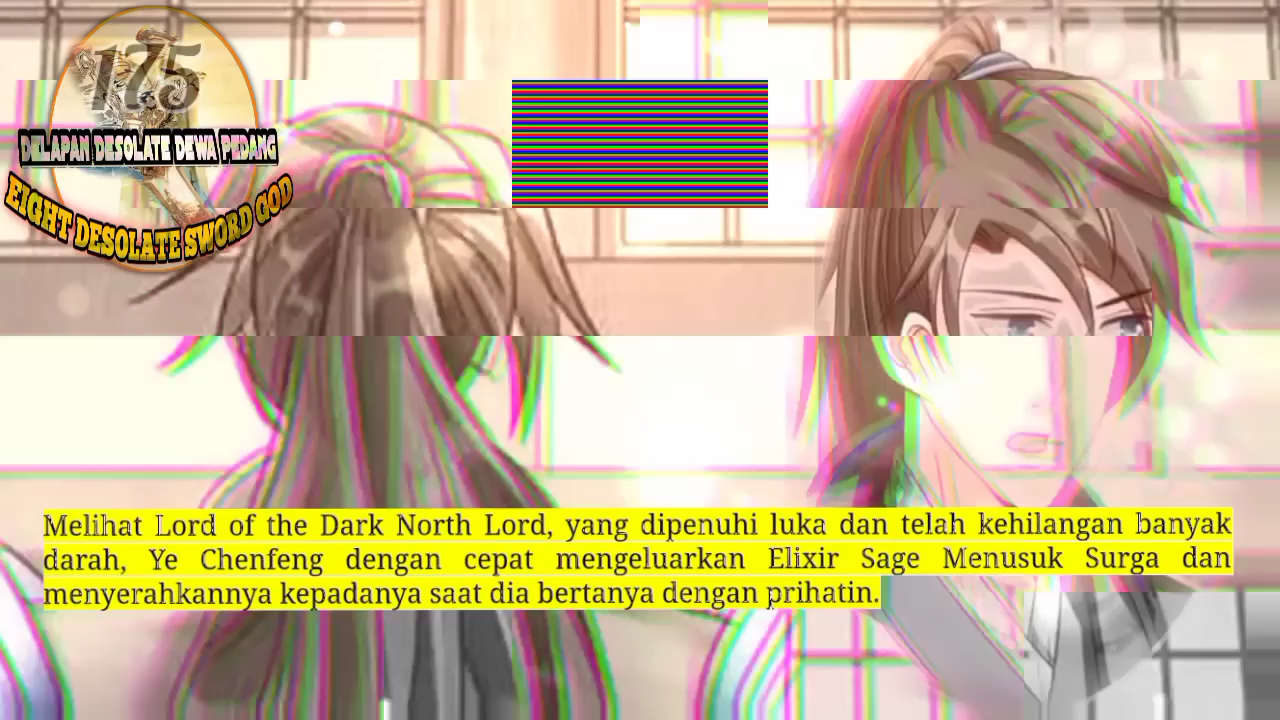 175
DELAPAN DESOLATE DEWA PEDANG
EIGHT DESOLATE SWORD GOD
Melihat Lord of the Dark North Lord, yang dipenuhi luka dan telah kehilangan banyak
darah, Ye Chenfeng dengan cepat mengeluarkan Elixir Sage Menusuk Surga dan
menyerahkannya kepadanya saat dia bertanya dengan prihatin.